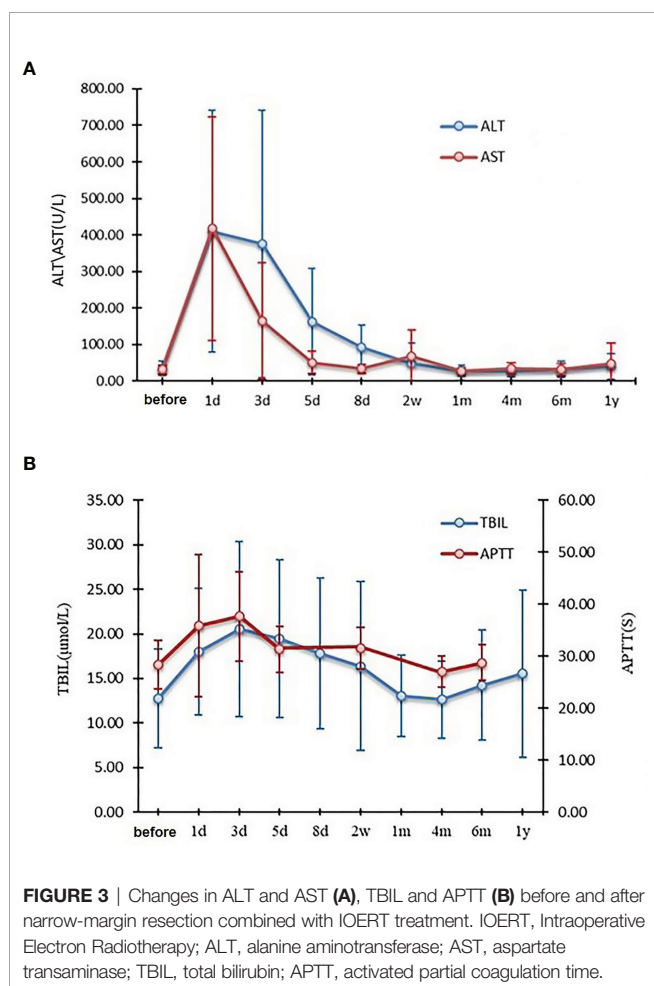 A
800.00
700.00
600.00
500.00
400.00
300.00
200.00
100.00
0.00
ALT\AST(U/L)
ALT
AST
before 1d 3d 5d 8d 2w 1m 4m 6m 1y
B
35.00
30.00
25.00
20.00
15.00
10.00
5.00
0.00
TBIL(μmol/L)
TBIL
APTT
60.00
50.00
40.00
30.00
20.00
10.00
0.00
APTT(S)
before 1d 3d 5d 8d 2w 1m 4m 6m 1y
FIGURE 3 | Changes in ALT and AST (A), TBIL and APTT (B) before and after
narrow-margin resection combined with IOERT treatment. IOERT, Intraoperative
Electron Radiotherapy; ALT, alanine aminotransferase; AST, aspartate
transaminase; TBIL, total bilirubin; APTT, activated partial coagulation time.